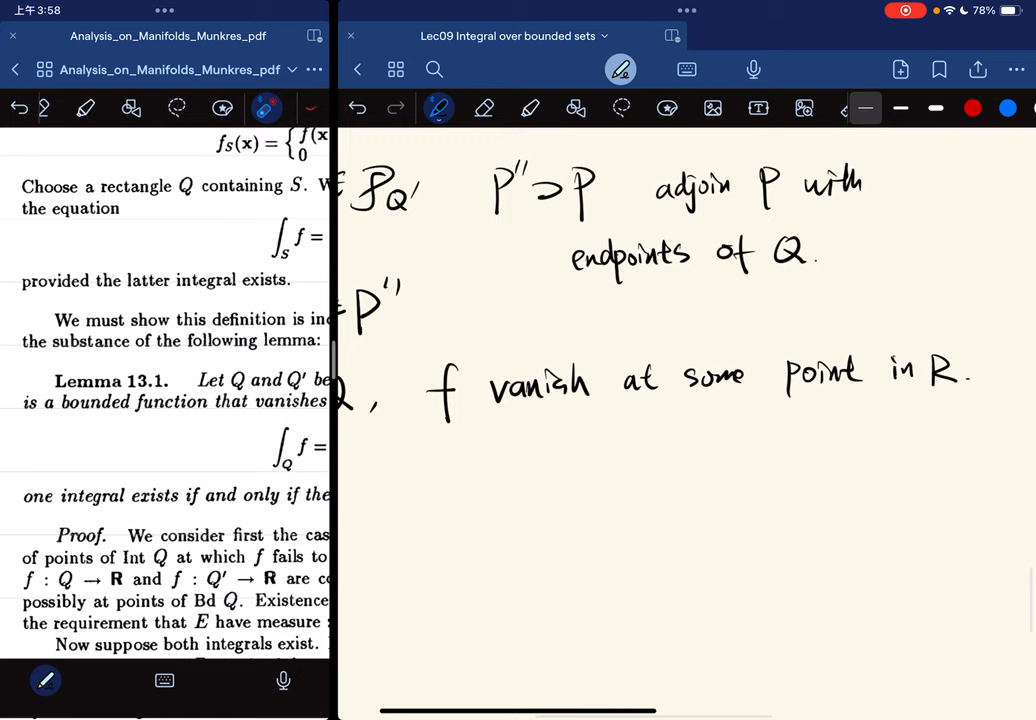 上午3:58
78%
Analysis_on_Manifolds_Munkres_pdf
Lec09 Integral over bounded sets
Analysis_on_Manifolds_Munkres_pdf
f_S(x) = { f(x
0
Choose a rectangle Q containing S. W
the equation
∫_S f =
provided the latter integral exists.
We must show this definition is in
the substance of the following lemma:
Lemma 13.1. Let Q and Q′ be
is a bounded function that vanishes
∫_Q f =
one integral exists if and only if the
Proof. We consider first the cas
of points of Int Q at which f fails to
f : Q → R and f : Q′ → R are co
possibly at points of Bd Q. Existence
the requirement that E have measure
Now suppose both integrals exist.
P_Q′ P″ ⊃ P adjoin P with
endpoints of Q.
P″
Q, f vanish at some point in R.